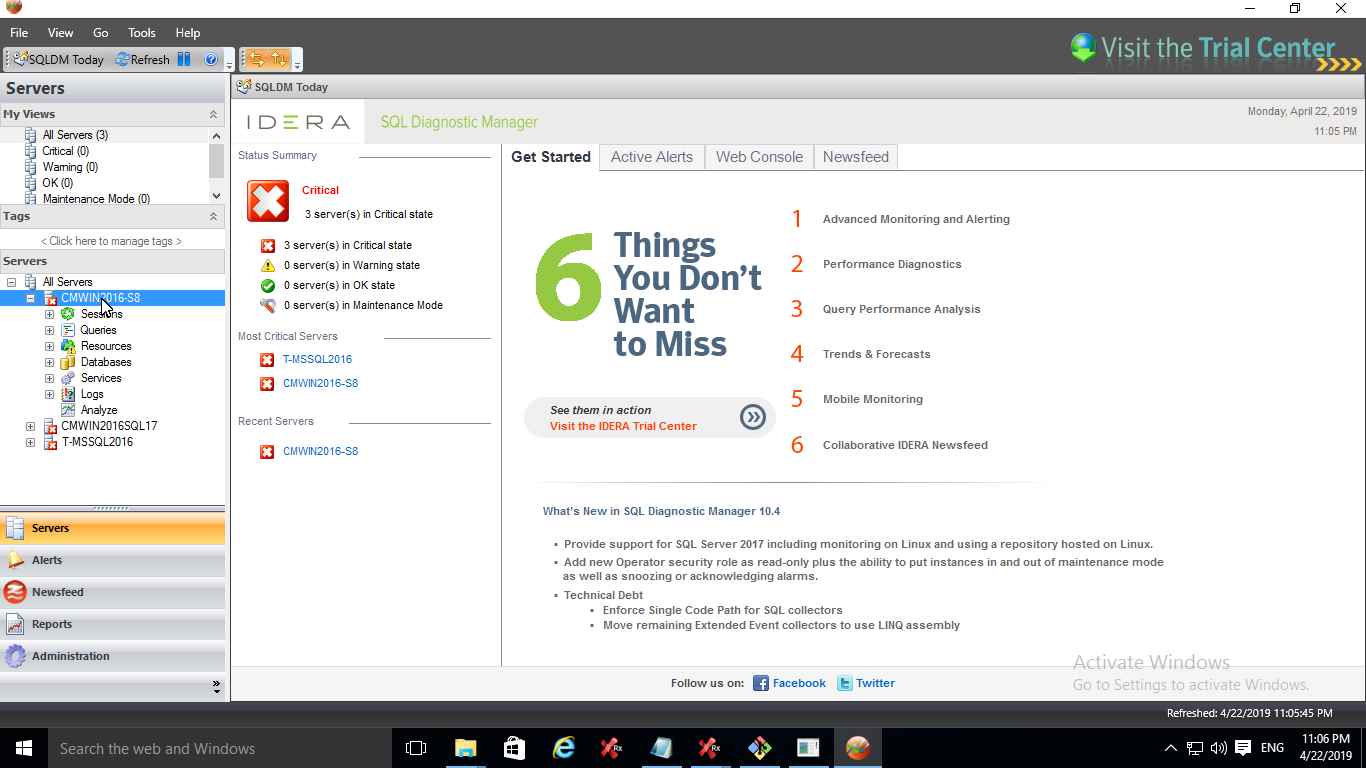 File View Go Tools Help
SQLDM Today Refresh
Visit the Trial Center
Servers
My Views
All Servers (3)
Critical (0)
Warning (0)
OK (0)
Maintenance Mode (0)
Tags
< Click here to manage tags >
Servers
All Servers
CMWIN2016-S8
Sessions
Queries
Resources
Databases
Services
Logs
Analyze
CMWIN2016SQL17
T-MSSQL2016
Servers
Alerts
Newsfeed
Reports
Administration
SQLDM Today
IDERA SQL Diagnostic Manager
Monday, April 22, 2019
11:05 PM
Status Summary
Critical
3 server(s) in Critical state
3 server(s) in Critical state
0 server(s) in Warning state
0 server(s) in OK state
0 server(s) in Maintenance Mode
Most Critical Servers
T-MSSQL2016
CMWIN2016-S8
Recent Servers
CMWIN2016-S8
Get Started Active Alerts Web Console Newsfeed
6 Things
You Don't
Want
to Miss
See them in action
Visit the IDERA Trial Center
1 Advanced Monitoring and Alerting
2 Performance Diagnostics
3 Query Performance Analysis
4 Trends & Forecasts
5 Mobile Monitoring
6 Collaborative IDERA Newsfeed
What's New in SQL Diagnostic Manager 10.4
• Provide support for SQL Server 2017 including monitoring on Linux and using a repository hosted on Linux.
• Add new Operator security role as read-only plus the ability to put instances in and out of maintenance mode
as well as snoozing or acknowledging alarms.
• Technical Debt
• Enforce Single Code Path for SQL collectors
• Move remaining Extended Event collectors to use LINQ assembly
Activate Windows
Go to Settings to activate Windows.
Follow us on: Facebook Twitter
Refreshed: 4/22/2019 11:05:45 PM
Search the web and Windows
Rx
Rx
ENG
11:06 PM
4/22/2019